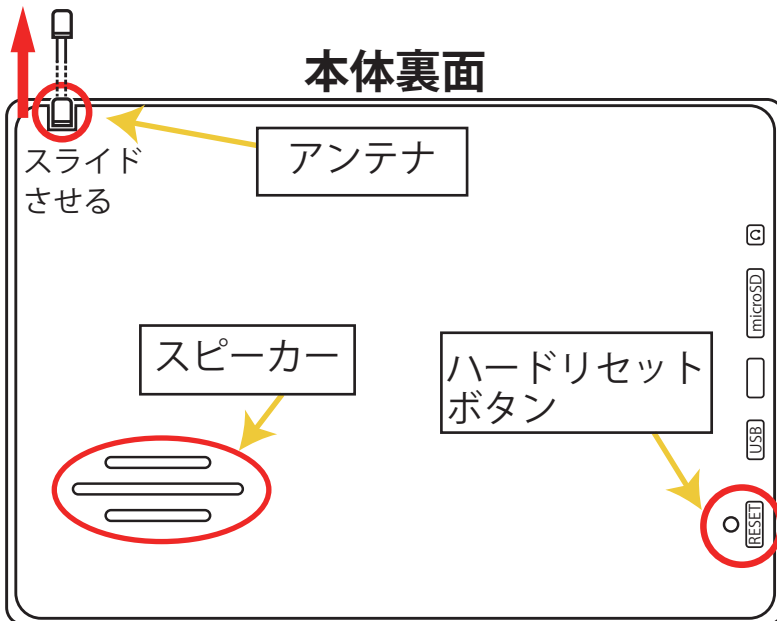 本体裏面
アンテナ
スライド
させる
microSD
スピーカー
ハードリセット
ボタン
USB
RESET